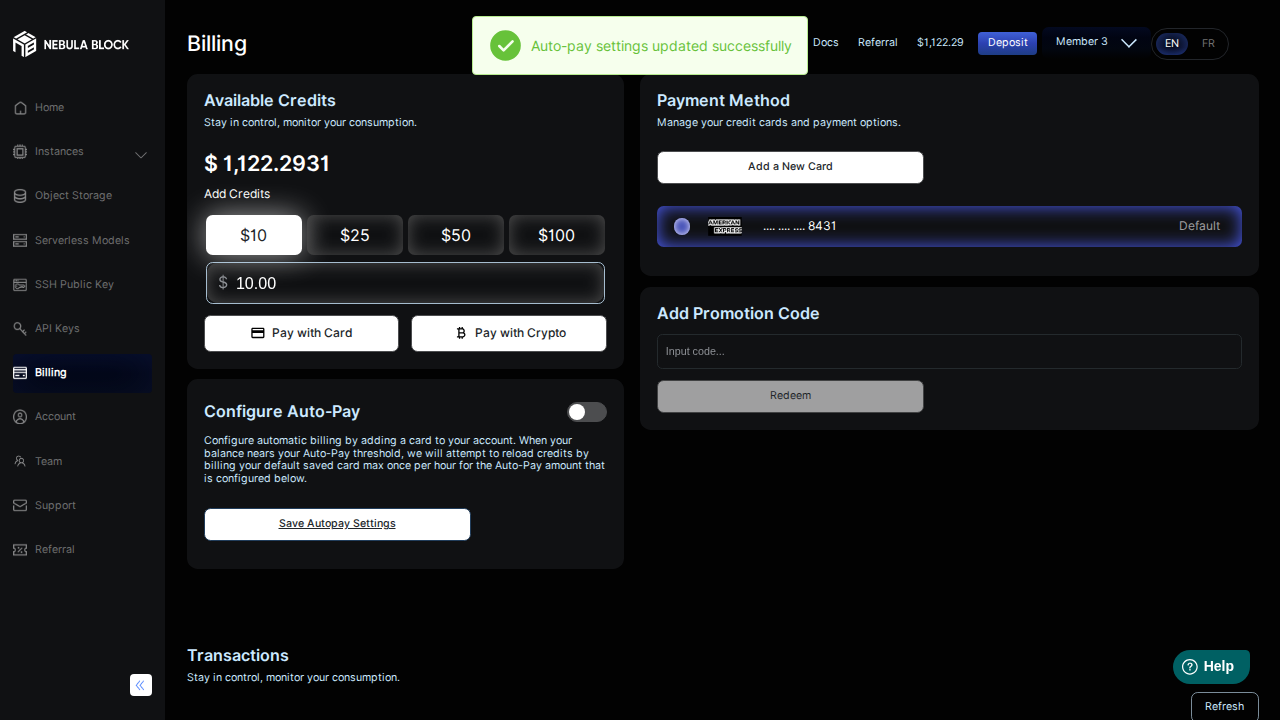 NEBULA BLOCK
Home
Instances
Object Storage
Serverless Models
SSH Public Key
API Keys
Billing
Account
Team
Support
Referral
Billing
Auto-pay settings updated successfully
Docs
Referral
$1,122.29
Deposit
Member 3
EN
FR
Available Credits
Stay in control, monitor your consumption.
$ 1,122.2931
Add Credits
$10
$25
$50
$100
$ 10.00
Pay with Card
Pay with Crypto
Configure Auto-Pay
Configure automatic billing by adding a card to your account. When your
balance nears your Auto-Pay threshold, we will attempt to reload credits by
billing your default saved card max once per hour for the Auto-Pay amount that
is configured below.
Save Autopay Settings
Payment Method
Manage your credit cards and payment options.
Add a New Card
AMERICAN
EXPRESS
.... .... .... 8431
Default
Add Promotion Code
Input code...
Redeem
Transactions
Stay in control, monitor your consumption.
Help
Refresh